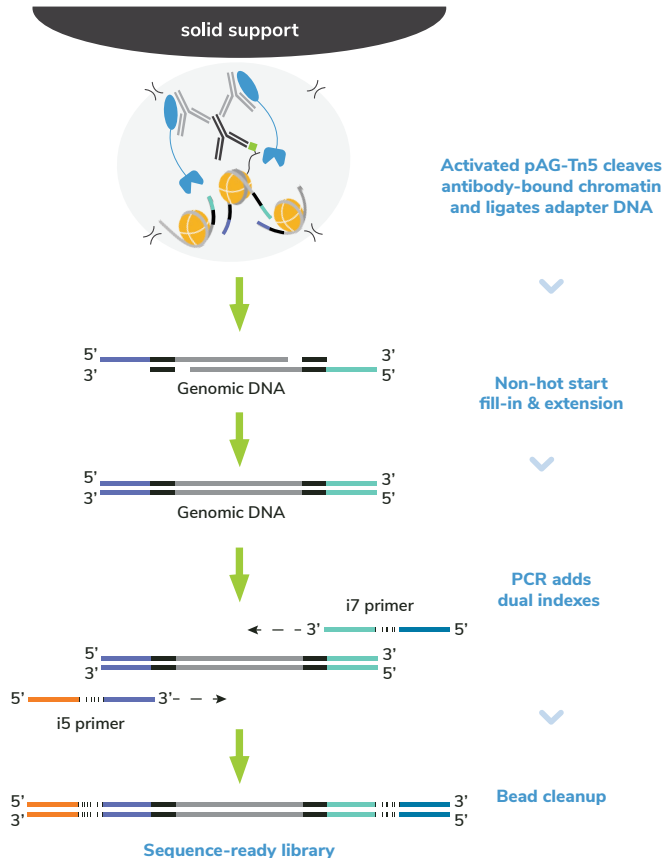 solid support
Activated pAG-Tn5 cleaves
antibody-bound chromatin
and ligates adapter DNA
5’ 3’
3’ 5’
Genomic DNA
Non-hot start
fill-in & extension
5’ 3’
3’ 5’
Genomic DNA
PCR adds
dual indexes
i7 primer
3’ 5’
5’ 3’
3’ 5’
5’ 3’
i5 primer
Bead cleanup
5’ 3’
3’ 5’
Sequence-ready library